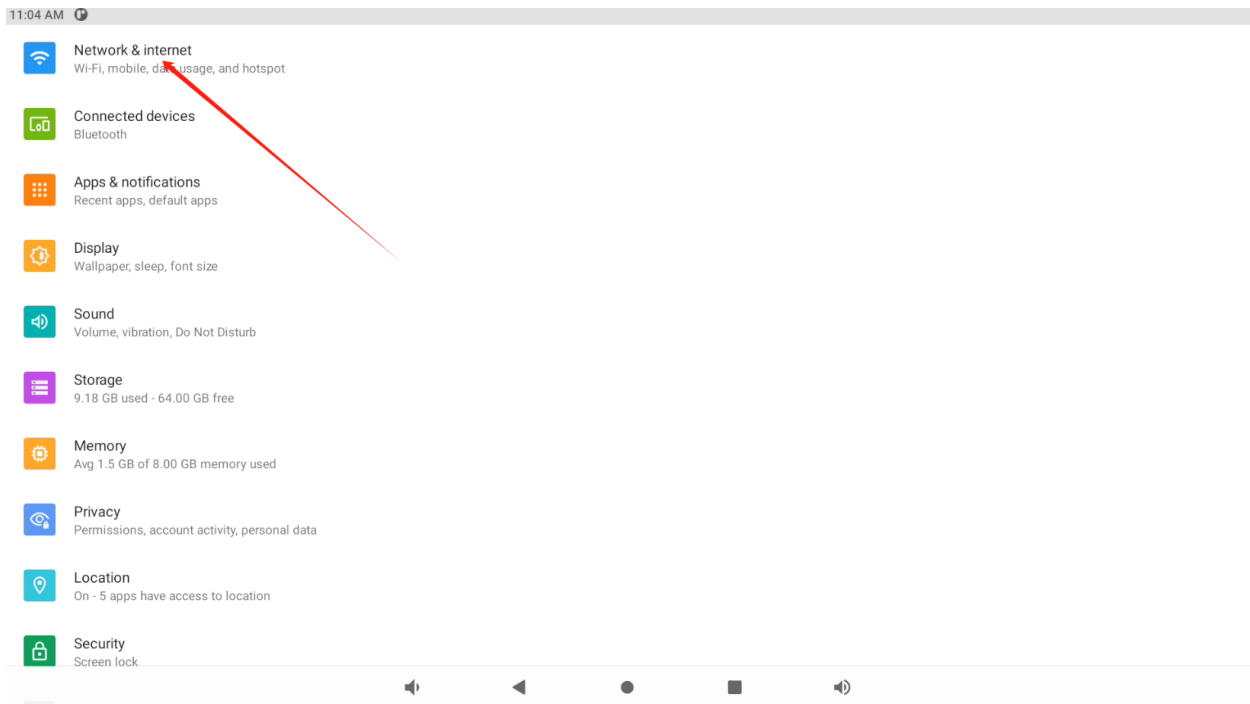 11:04 AM
Network & internet
Wi-Fi, mobile, data usage, and hotspot
Connected devices
Bluetooth
Apps & notifications
Recent apps, default apps
Display
Wallpaper, sleep, font size
Sound
Volume, vibration, Do Not Disturb
Storage
9.18 GB used - 64.00 GB free
Memory
Avg 1.5 GB of 8.00 GB memory used
Privacy
Permissions, account activity, personal data
Location
On - 5 apps have access to location
Security
Screen lock